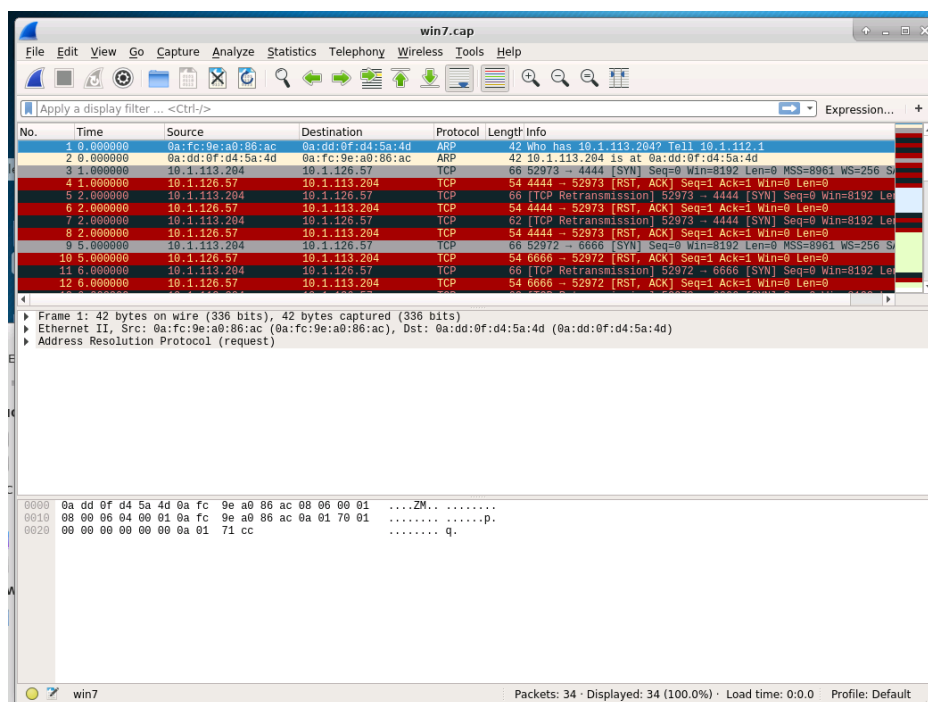 win7.cap
File Edit View Go Capture Analyze Statistics Telephony Wireless Tools Help
Apply a display filter ... <Ctrl-/> Expression... +
No. Time Source Destination Protocol Length Info
1 0.000000 0a:fc:9e:a0:86:ac 0a:dd:0f:d4:5a:4d ARP 42 Who has 10.1.113.204? Tell 10.1.112.1
2 0.000000 0a:dd:0f:d4:5a:4d 0a:fc:9e:a0:86:ac ARP 42 10.1.113.204 is at 0a:dd:0f:d4:5a:4d
3 1.000000 10.1.113.204 10.1.126.57 TCP 66 52973 → 4444 [SYN] Seq=0 Win=8192 Len=0 MSS=8961 WS=256 SA
4 1.000000 10.1.126.57 10.1.113.204 TCP 54 4444 → 52973 [RST, ACK] Seq=1 Ack=1 Win=0 Len=0
5 2.000000 10.1.113.204 10.1.126.57 TCP 66 [TCP Retransmission] 52973 → 4444 [SYN] Seq=0 Win=8192 Len
6 2.000000 10.1.126.57 10.1.113.204 TCP 54 4444 → 52973 [RST, ACK] Seq=1 Ack=1 Win=0 Len=0
7 2.000000 10.1.113.204 10.1.126.57 TCP 62 [TCP Retransmission] 52973 → 4444 [SYN] Seq=0 Win=8192 Len
8 2.000000 10.1.126.57 10.1.113.204 TCP 54 4444 → 52973 [RST, ACK] Seq=1 Ack=1 Win=0 Len=0
9 5.000000 10.1.113.204 10.1.126.57 TCP 66 52972 → 6666 [SYN] Seq=0 Win=8192 Len=0 MSS=8961 WS=256 SA
10 5.000000 10.1.126.57 10.1.113.204 TCP 54 6666 → 52972 [RST, ACK] Seq=1 Ack=1 Win=0 Len=0
11 6.000000 10.1.113.204 10.1.126.57 TCP 66 [TCP Retransmission] 52972 → 6666 [SYN] Seq=0 Win=8192 Len
12 6.000000 10.1.126.57 10.1.113.204 TCP 54 6666 → 52972 [RST, ACK] Seq=1 Ack=1 Win=0 Len=0
Frame 1: 42 bytes on wire (336 bits), 42 bytes captured (336 bits)
Ethernet II, Src: 0a:fc:9e:a0:86:ac (0a:fc:9e:a0:86:ac), Dst: 0a:dd:0f:d4:5a:4d (0a:dd:0f:d4:5a:4d)
Address Resolution Protocol (request)
0000 0a dd 0f d4 5a 4d 0a fc 9e a0 86 ac 08 06 00 01 ....ZM.. ........
0010 08 00 06 04 00 01 0a fc 9e a0 86 ac 0a 01 70 01 ........ ......p.
0020 00 00 00 00 00 00 0a 01 71 cc ........ q.
win7 Packets: 34 · Displayed: 34 (100.0%) · Load time: 0:0.0 Profile: Default